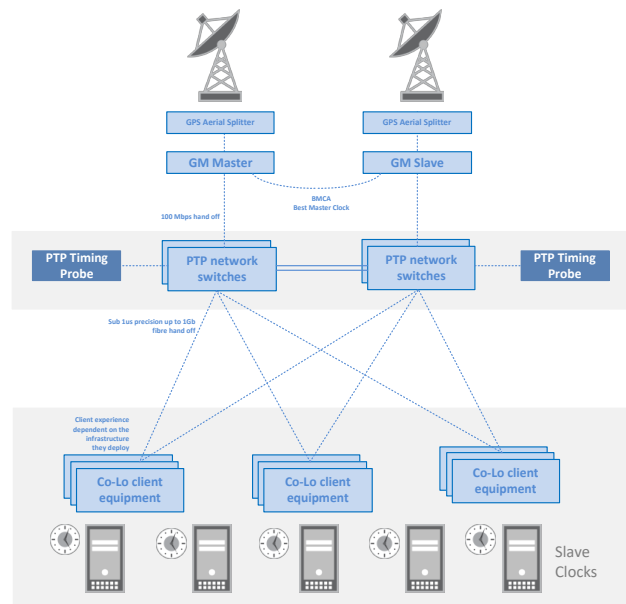 GPS Aerial Splitter
GPS Aerial Splitter
GM Master
GM Slave
BMCA
Best Master Clock
100 Mbps hand off
PTP Timing
Probe
PTP network
switches
PTP network
switches
PTP Timing
Probe
Sub 1us precision up to 1Gb
fibre hand off
Client experience
dependent on the
infrastructure
they deploy
Co-Lo client
equipment
Co-Lo client
equipment
Co-Lo client
equipment
Slave
Clocks